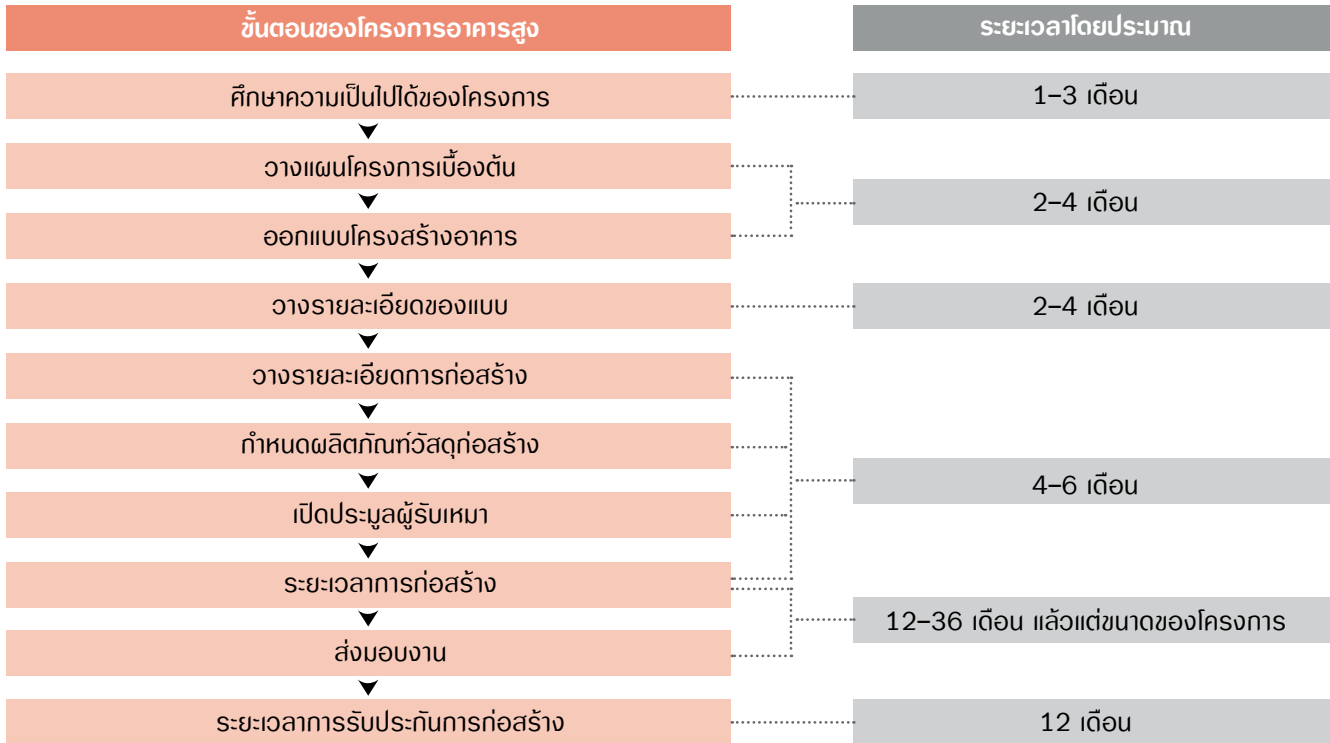 ขั้นตอนของโครงการอาคารสูง
ระยะเวลาโดยประมาณ
ศึกษาความเป็นไปได้ของโครงการ
1–3 เดือน
วางแผนโครงการเบื้องต้น
2–4 เดือน
ออกแบบโครงสร้างอาคาร
วางรายละเอียดของแบบ
2–4 เดือน
วางรายละเอียดการก่อสร้าง
กำหนดผลิตภัณฑ์วัสดุก่อสร้าง
4–6 เดือน
เปิดประมูลผู้รับเหมา
ระยะเวลาการก่อสร้าง
12–36 เดือน แล้วแต่ขนาดของโครงการ
ส่งมอบงาน
ระยะเวลาการรับประกันการก่อสร้าง
12 เดือน